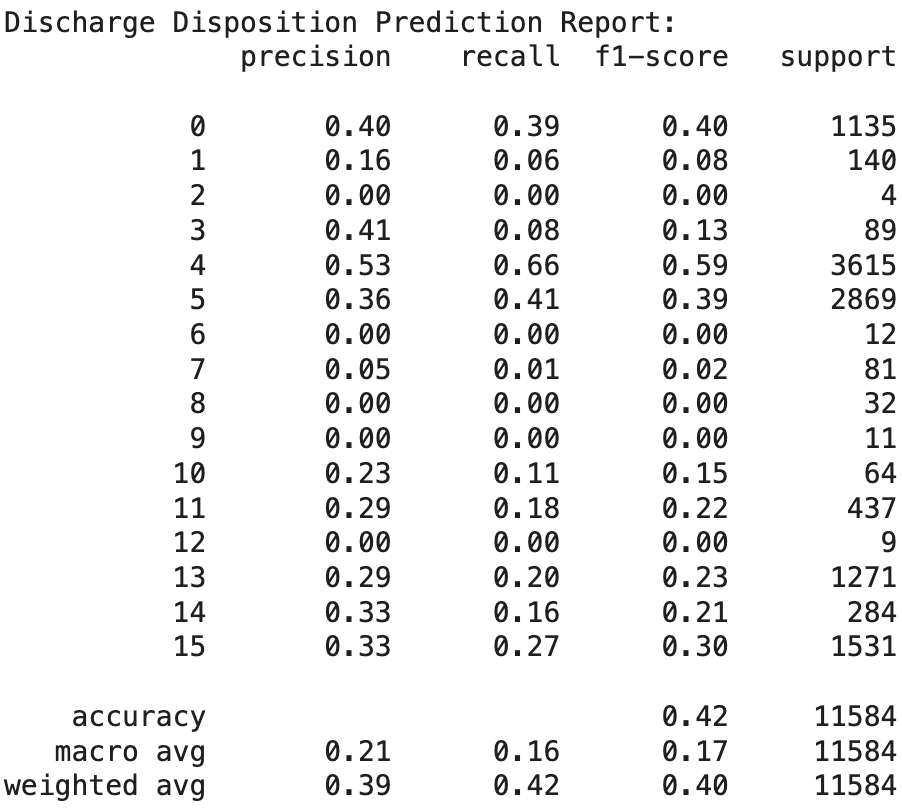 Discharge Disposition Prediction Report:
precision recall f1-score support
0 0.40 0.39 0.40 1135
1 0.16 0.06 0.08 140
2 0.00 0.00 0.00 4
3 0.41 0.08 0.13 89
4 0.53 0.66 0.59 3615
5 0.36 0.41 0.39 2869
6 0.00 0.00 0.00 12
7 0.05 0.01 0.02 81
8 0.00 0.00 0.00 32
9 0.00 0.00 0.00 11
10 0.23 0.11 0.15 64
11 0.29 0.18 0.22 437
12 0.00 0.00 0.00 9
13 0.29 0.20 0.23 1271
14 0.33 0.16 0.21 284
15 0.33 0.27 0.30 1531
accuracy 0.42 11584
macro avg 0.21 0.16 0.17 11584
weighted avg 0.39 0.42 0.40 11584